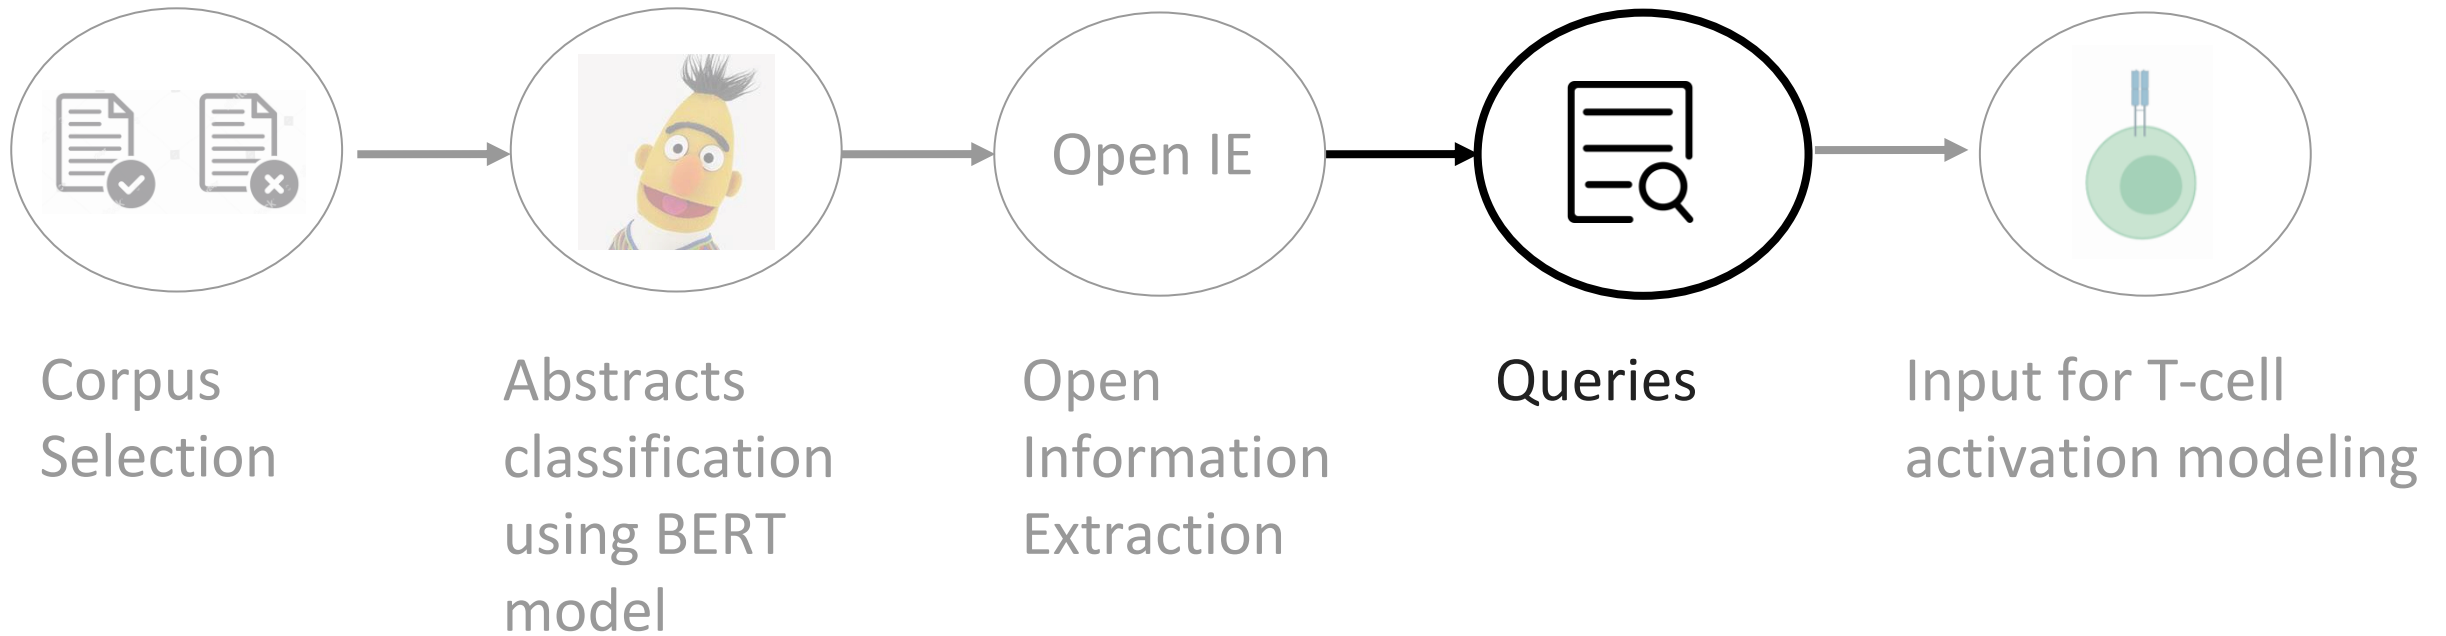 Open IE
Corpus
Selection
Abstracts
classification
using BERT
model
Open
Information
Extraction
Queries
Input for T-cell
activation modeling